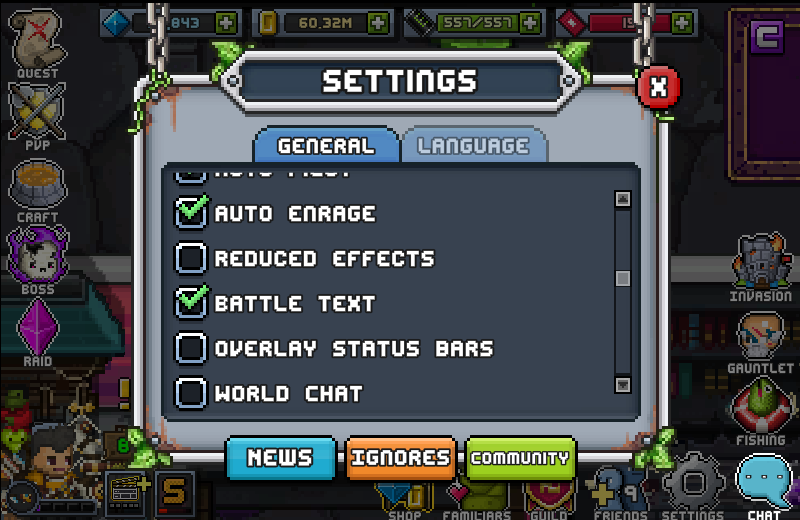 ,843
60,32M
557/557
QUEST
SETTINGS
X
C
PVP
GENERAL
LANGUAGE
CRAFT
AUTO ENRAGE
REDUCED EFFECTS
BOSS
INVASION
BATTLE TEXT
RAID
OVERLAY STATUS BARS
GAUNTLET
WORLD CHAT
FISHING
NEWS
IGNORES
COMMUNITY
S
SHOP
FAMILIARS
GUILD
FRIENDS
SETTINGS
CHAT